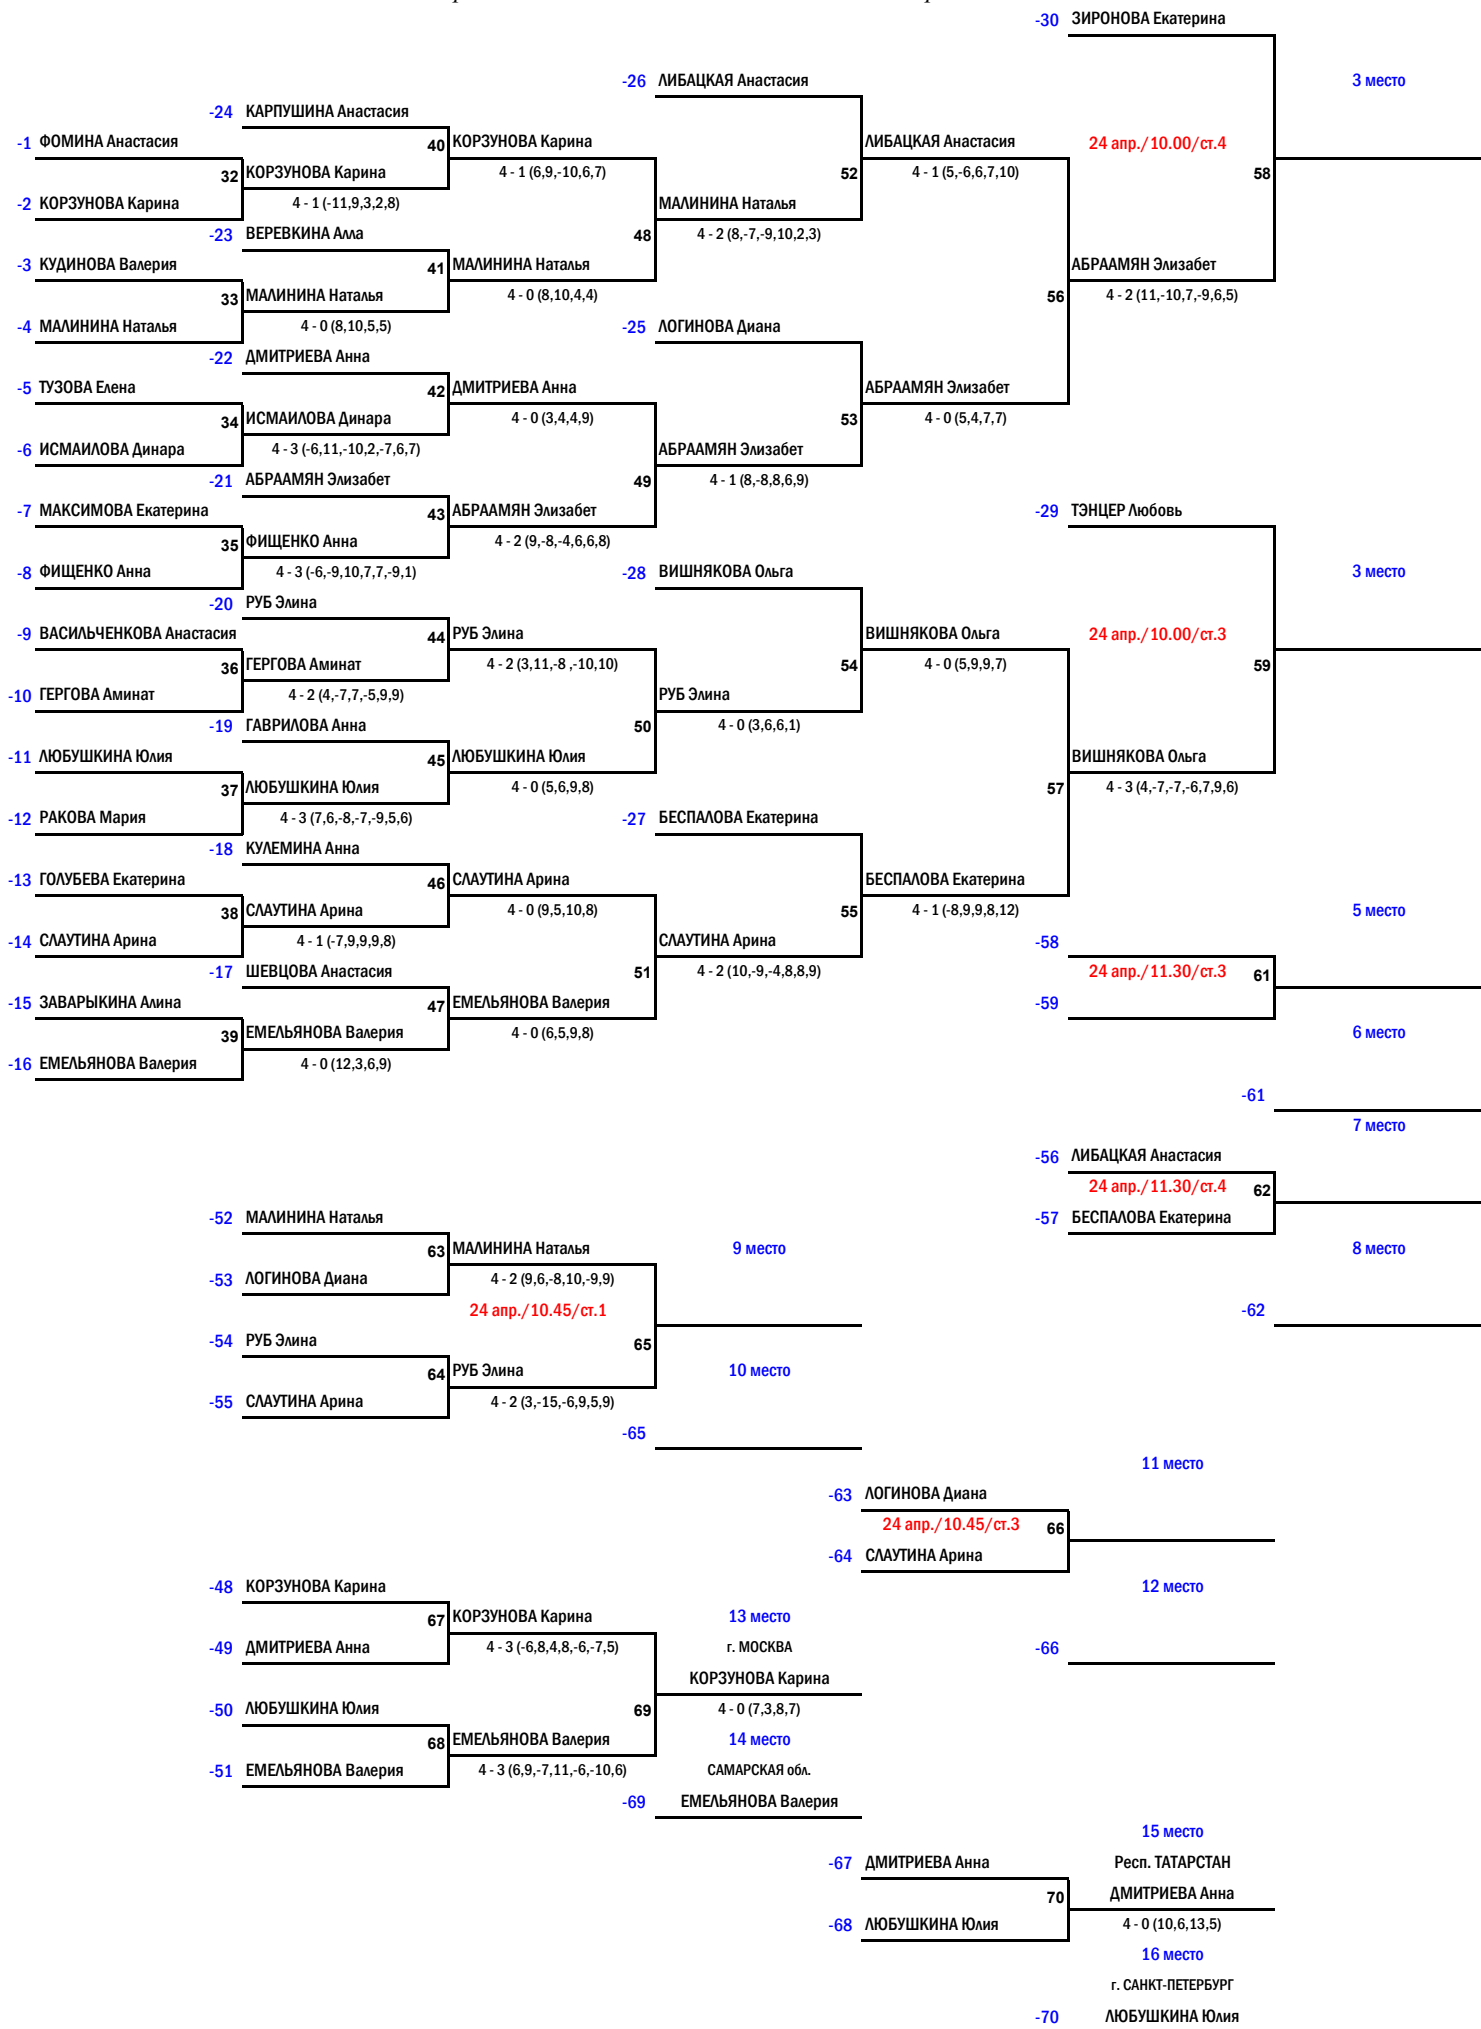 -30 ЗИРОНОВА Екатерина
-26 ЛИБАЦКАЯ Анастасия 3 место
-24 КАРПУШИНА Анастасия
-1 ФОМИНА Анастасия 40 КОРЗУНОВА Карина ЛИБАЦКАЯ Анастасия 24 апр./10.00/ст.4
32 КОРЗУНОВА Карина 4 - 1 (6,9,-10,6,7) 52 4 - 1 (5,-6,6,7,10) 58
-2 КОРЗУНОВА Карина 4 - 1 (-11,9,3,2,8) МАЛИНИНА Наталья
-23 ВЕРЕВКИНА Алла 48 4 - 2 (8,-7,-9,10,2,3)
-3 КУДИНОВА Валерия 41 МАЛИНИНА Наталья АБРААМЯН Элизабет
33 МАЛИНИНА Наталья 4 - 0 (8,10,4,4) 56 4 - 2 (11,-10,7,-9,6,5)
-4 МАЛИНИНА Наталья 4 - 0 (8,10,5,5) -25 ЛОГИНОВА Диана
-22 ДМИТРИЕВА Анна
-5 ТУЗОВА Елена 42 ДМИТРИЕВА Анна АБРААМЯН Элизабет
34 ИСМАИЛОВА Динара 4 - 0 (3,4,4,9) 53 4 - 0 (5,4,7,7)
-6 ИСМАИЛОВА Динара 4 - 3 (-6,11,-10,2,-7,6,7) АБРААМЯН Элизабет
-21 АБРААМЯН Элизабет 49 4 - 1 (8,-8,8,6,9)
-7 МАКСИМОВА Екатерина 43 АБРААМЯН Элизабет -29 ТЭНЦЕР Любовь
35 ФИЩЕНКО Анна 4 - 2 (9,-8,-4,6,6,8)
-8 ФИЩЕНКО Анна 4 - 3 (-6,-9,10,7,7,-9,1) -28 ВИШНЯКОВА Ольга 3 место
-20 РУБ Элина
-9 ВАСИЛЬЧЕНКОВА Анастасия 44 РУБ Элина ВИШНЯКОВА Ольга 24 апр./10.00/ст.3
36 ГЕРГОВА Аминат 4 - 2 (3,11,-8 ,-10,10) 54 4 - 0 (5,9,9,7) 59
-10 ГЕРГОВА Аминат 4 - 2 (4,-7,7,-5,9,9) РУБ Элина
-19 ГАВРИЛОВА Анна 50 4 - 0 (3,6,6,1)
-11 ЛЮБУШКИНА Юлия 45 ЛЮБУШКИНА Юлия ВИШНЯКОВА Ольга
37 ЛЮБУШКИНА Юлия 4 - 0 (5,6,9,8) 57 4 - 3 (4,-7,-7,-6,7,9,6)
-12 РАКОВА Мария 4 - 3 (7,6,-8,-7,-9,5,6) -27 БЕСПАЛОВА Екатерина
-18 КУЛЕМИНА Анна
-13 ГОЛУБЕВА Екатерина 46 СЛАУТИНА Арина БЕСПАЛОВА Екатерина
38 СЛАУТИНА Арина 4 - 0 (9,5,10,8) 55 4 - 1 (-8,9,9,8,12) 5 место
-14 СЛАУТИНА Арина 4 - 1 (-7,9,9,9,8) СЛАУТИНА Арина -58
-17 ШЕВЦОВА Анастасия 51 4 - 2 (10,-9,-4,8,8,9) 24 апр./11.30/ст.3 61
-15 ЗАВАРЫКИНА Алина 47 ЕМЕЛЬЯНОВА Валерия -59
39 ЕМЕЛЬЯНОВА Валерия 4 - 0 (6,5,9,8) 6 место
-16 ЕМЕЛЬЯНОВА Валерия 4 - 0 (12,3,6,9)
-61
7 место
-56 ЛИБАЦКАЯ Анастасия
24 апр./11.30/ст.4 62
-52 МАЛИНИНА Наталья -57 БЕСПАЛОВА Екатерина
63 МАЛИНИНА Наталья 9 место 8 место
-53 ЛОГИНОВА Диана 4 - 2 (9,6,-8,10,-9,9)
24 апр./10.45/ст.1 -62
-54 РУБ Элина 65
64 РУБ Элина 10 место
-55 СЛАУТИНА Арина 4 - 2 (3,-15,-6,9,5,9)
-65
11 место
-63 ЛОГИНОВА Диана
24 апр./10.45/ст.3 66
-64 СЛАУТИНА Арина
-48 КОРЗУНОВА Карина 12 место
67 КОРЗУНОВА Карина 13 место
-49 ДМИТРИЕВА Анна 4 - 3 (-6,8,4,8,-6,-7,5) г. МОСКВА -66
КОРЗУНОВА Карина
-50 ЛЮБУШКИНА Юлия 69 4 - 0 (7,3,8,7)
68 ЕМЕЛЬЯНОВА Валерия 14 место
-51 ЕМЕЛЬЯНОВА Валерия 4 - 3 (6,9,-7,11,-6,-10,6) САМАРСКАЯ обл.
-69 ЕМЕЛЬЯНОВА Валерия
15 место
-67 ДМИТРИЕВА Анна Респ. ТАТАРСТАН
70 ДМИТРИЕВА Анна
-68 ЛЮБУШКИНА Юлия 4 - 0 (10,6,13,5)
16 место
г. САНКТ-ПЕТЕРБУРГ
-70 ЛЮБУШКИНА Юлия